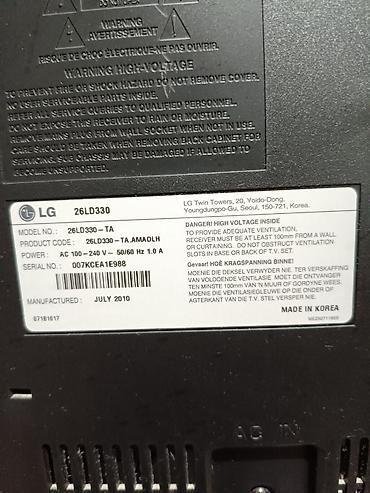 WARNING
AVERTISSEMENT
RISQUE DE CHOC ÉLECTRIQUE-NE PAS OUVRIR.
WARNING HIGH-VOLTAGE
TO PREVENT FIRE OR SHOCK HAZARD DO NOT REMOVE COVER.
NO USER SERVICEABLE PARTS INSIDE.
REFER ALL SERVICE QUERIES TO QUALIFIED PERSONNEL.
DO NOT EXPOSE THIS RECEIVER TO RAIN OR MOISTURE.
REMOVE MAINS PLUG FROM WALL SOCKET WHEN NOT IN USE.
CARE SHOULD BE TAKEN WHEN REMOVING BACK CABINET FOR
SUCH CHASSIS MAY BE DAMAGED IF ALLOWED TO
BECOME UNSUPPORTED.
LG 26LD330
LG Twin Towers, 20, Yoido-Dong,
Youngdungpo-Gu, Seoul, 150-721, Korea.
MODEL NO.: 26LD330-TA
PRODUCT CODE : 26LD330-TA.AMADLH
POWER : AC 100-240 V~ 50/60 Hz 1.0 A
SERIAL NO.: 007KCEA1E988
MANUFACTURED : JULY 2010
67181617
DANGER! HIGH VOLTAGE INSIDE
TO PROVIDE ADEQUATE VENTILATION,
RECEIVER MUST BE AT LEAST 100mm FROM A WALL
OR CURTAIN. DO NOT OBSTRUCT VENTILATION
SLOTS IN BASE OR BACK OF T.V. SET.
Gevaar! HOË KRAGSPANNING BINNE!
MOENIE DIE DEKSEL VERWYDER NIE. TER VERSKAFFING
VAN VOLDOENDE VENTILASIE MOET DIE ONTVANGER
TEN MINSTE 100mm VAN 'N MUUR OF GORDYNE WEES.
MOENIE DIE VENTILASIEGLEUWE OP DIE ONDER- OF
AGTERKANT VAN DIE T.V. STEL VERSPER NIE.
MADE IN KOREA
AC IN